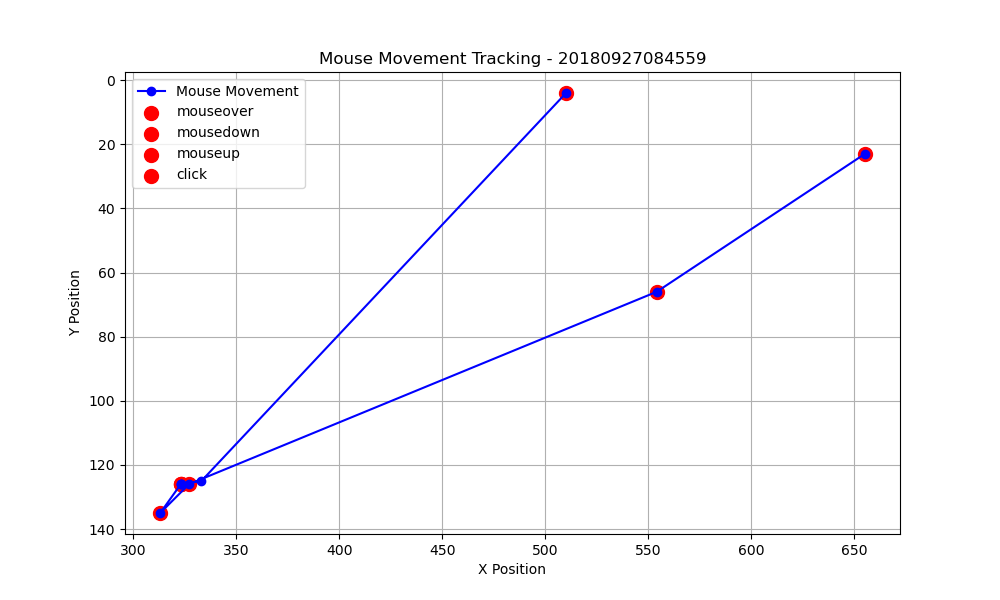 Mouse Movement Tracking - 20180927084559
Mouse Movement
mouseover
mousedown
mouseup
click
Y Position
0
20
40
60
80
100
120
140
300 350 400 450 500 550 600 650
X Position